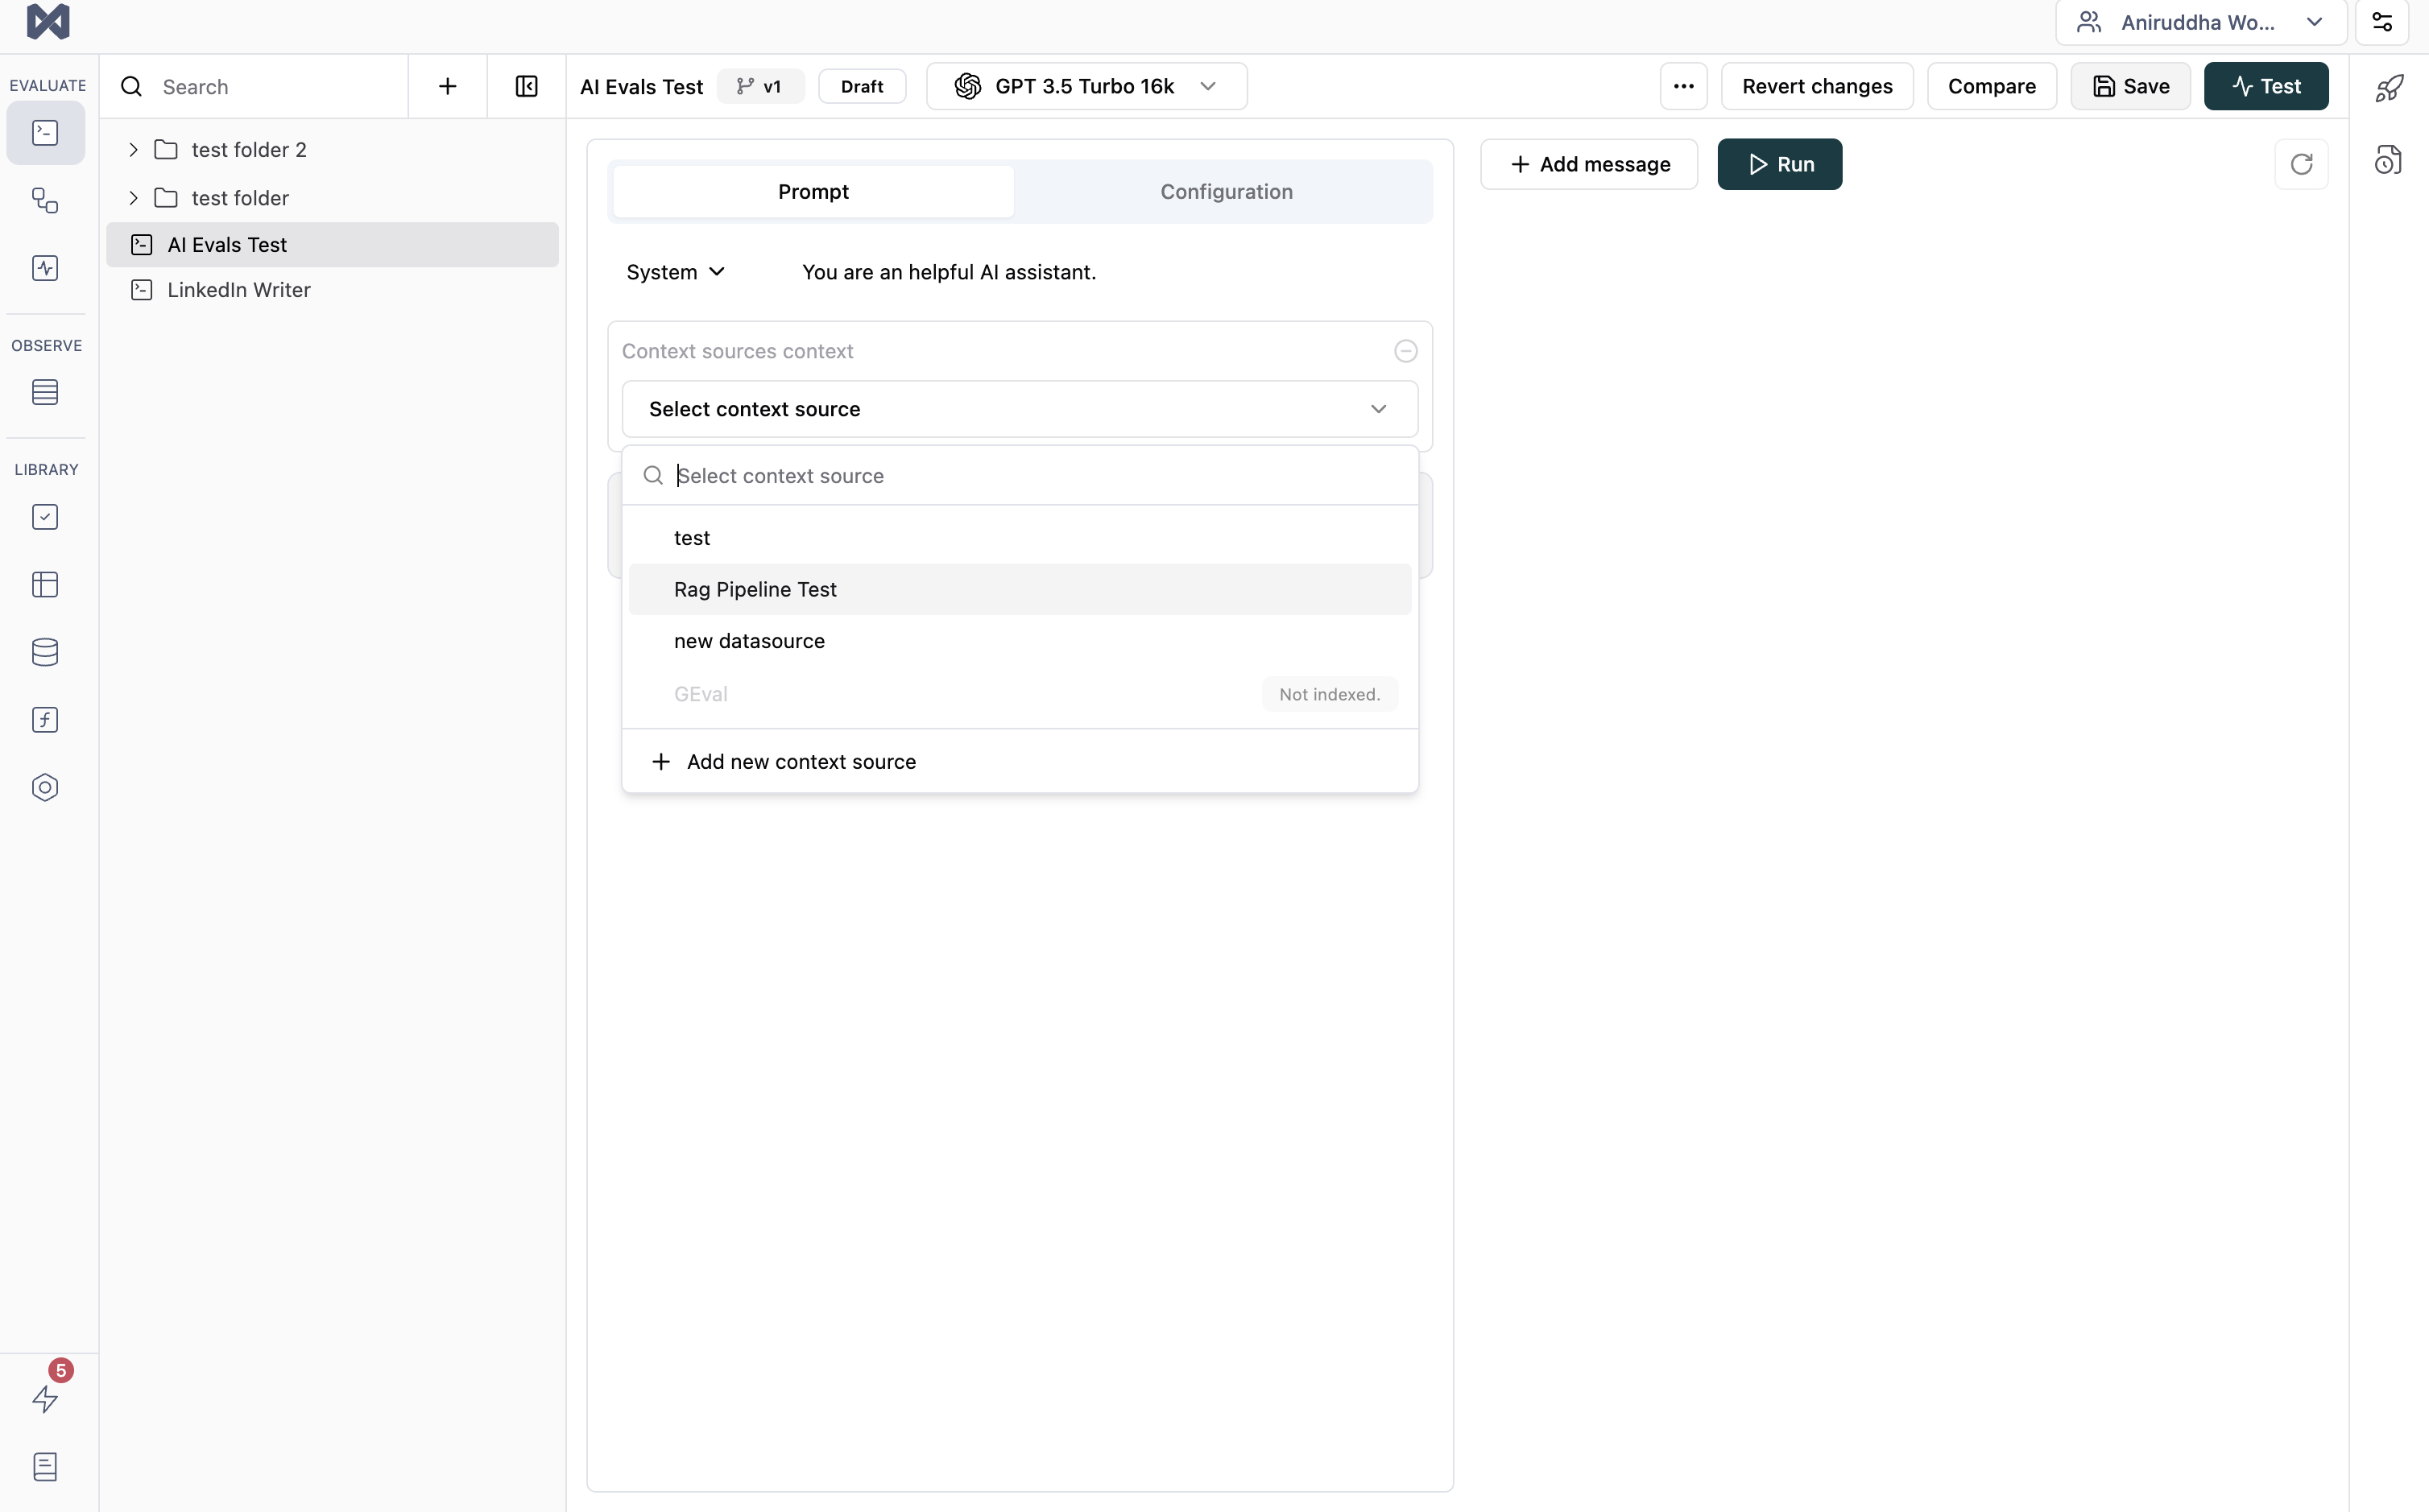 Aniruddha Wo...
EVALUATE
Search
AI Evals Test
v1
Draft
GPT 3.5 Turbo 16k
Revert changes
Compare
Save
Test
test folder 2
test folder
AI Evals Test
LinkedIn Writer
OBSERVE
LIBRARY
5
Prompt
Configuration
System
You are an helpful AI assistant.
Context sources context
Select context source
Select context source
test
Rag Pipeline Test
new datasource
GEval
Not indexed.
Add new context source
Add message
Run